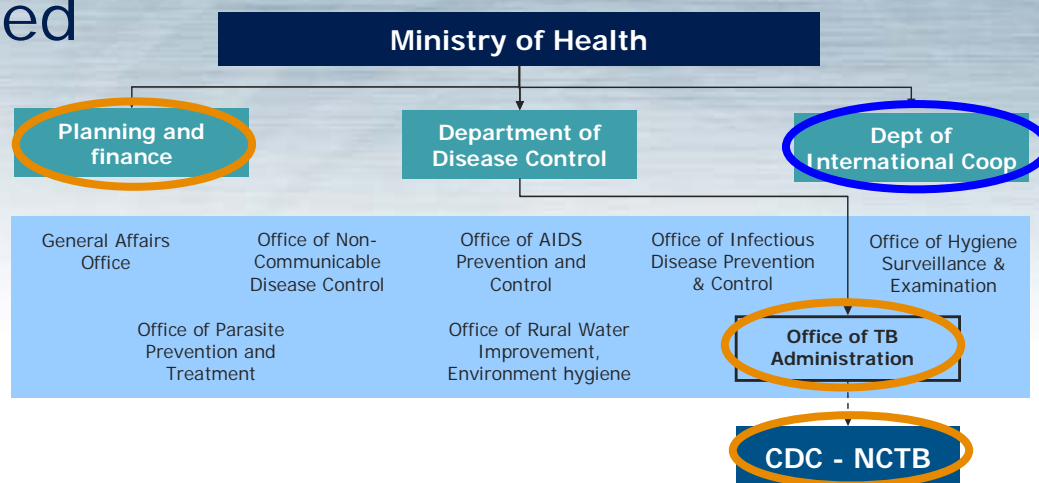 ed
Ministry of Health
Planning and
finance
Department of
Disease Control
Dept of
International Coop
General Affairs
Office
Office of Non-
Communicable
Disease Control
Office of AIDS
Prevention and
Control
Office of Infectious
Disease Prevention
& Control
Office of Hygiene
Surveillance &
Examination
Office of Parasite
Prevention and
Treatment
Office of Rural Water
Improvement,
Environment hygiene
Office of TB
Administration
CDC - NCTB